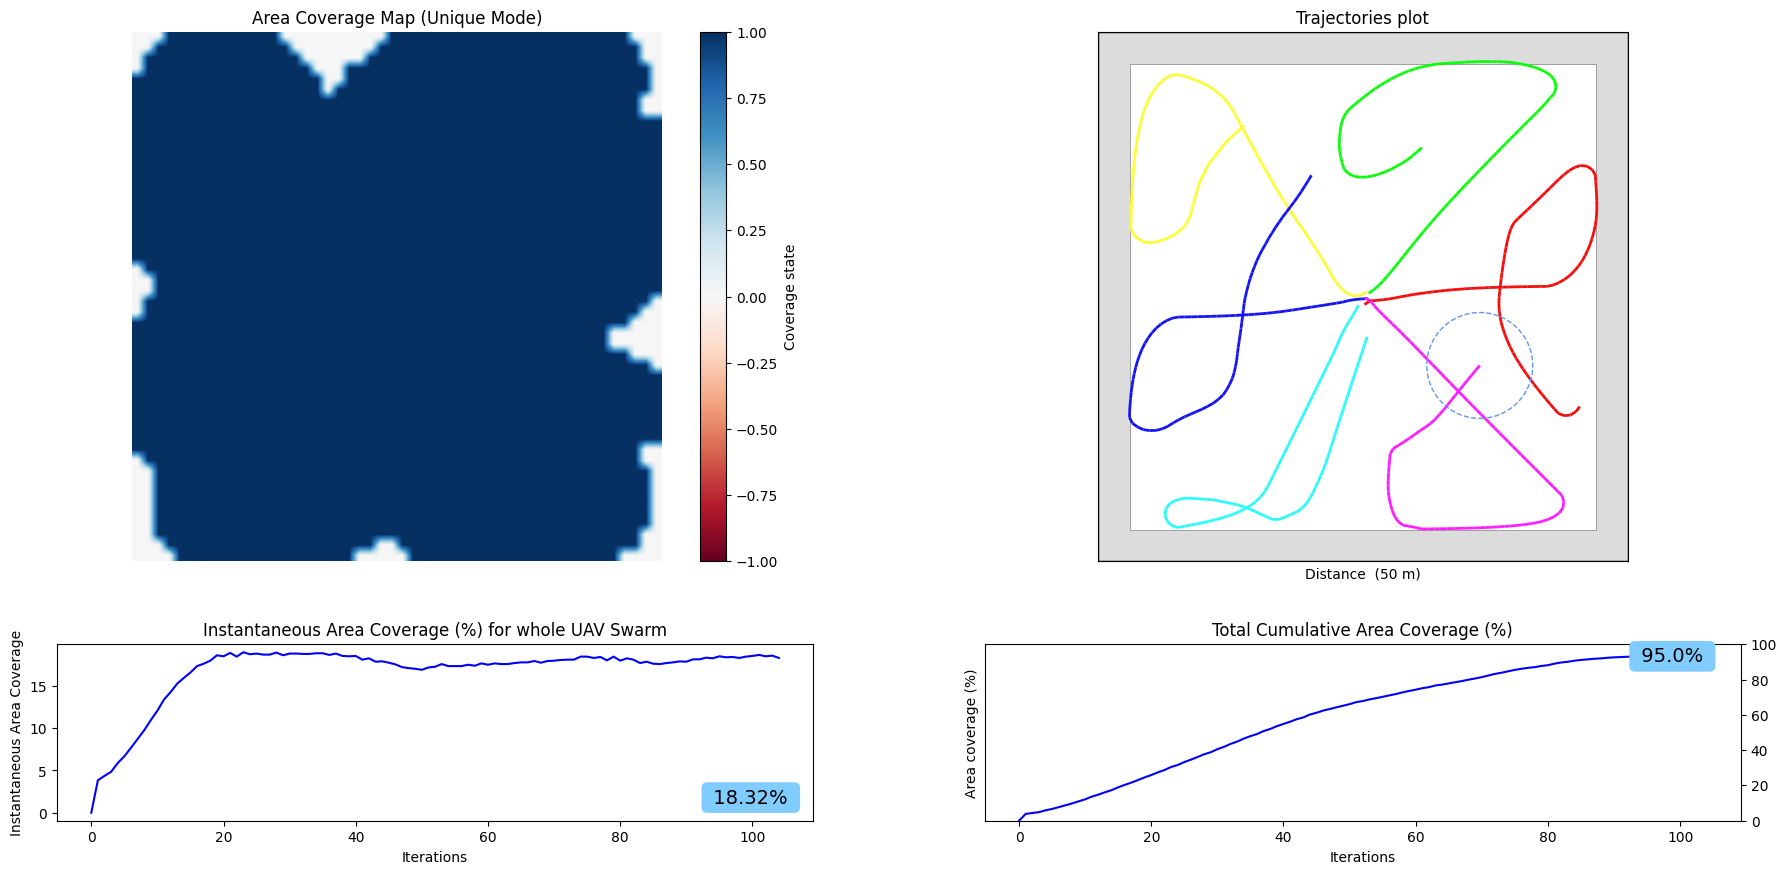 Area Coverage Map (Unique Mode)
1.00
0.75
0.50
0.25
0.00
−0.25
−0.50
−0.75
−1.00
Coverage state
Trajectories plot
Distance  (50 m)
Instantaneous Area Coverage (%) for whole UAV Swarm
Instantaneous Area Coverage
15
10
5
0
18.32%
0 20 40 60 80 100
Iterations
Total Cumulative Area Coverage (%)
Area coverage (%)
95.0%
100
80
60
40
20
0
0 20 40 60 80 100
Iterations